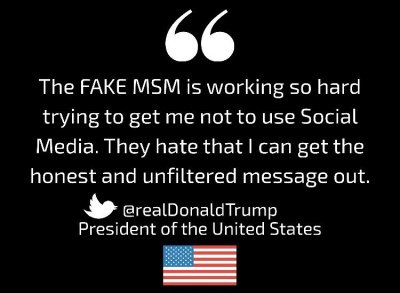 The FAKE MSM is working so hard
trying to get me not to use Social
Media. They hate that I can get the
honest and unfiltered message out.
@realDonaldTrump
President of the United States